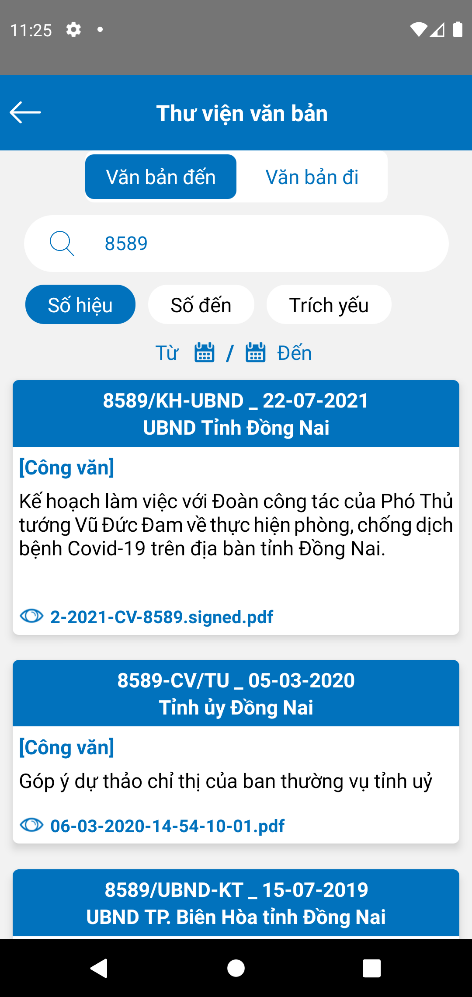 11:25
Thư viện văn bản
Văn bản đến
Văn bản đi
8589
Số hiệu
Số đến
Trích yếu
Từ / Đến
8589/KH-UBND _ 22-07-2021
UBND Tỉnh Đồng Nai
[Công văn]
Kế hoạch làm việc với Đoàn công tác của Phó Thủ
tướng Vũ Đức Đam về thực hiện phòng, chống dịch
bệnh Covid-19 trên địa bàn tỉnh Đồng Nai.
2-2021-CV-8589.signed.pdf
8589-CV/TU _ 05-03-2020
Tỉnh ủy Đồng Nai
[Công văn]
Góp ý dự thảo chỉ thị của ban thường vụ tỉnh uỷ
06-03-2020-14-54-10-01.pdf
8589/UBND-KT _ 15-07-2019
UBND TP. Biên Hòa tỉnh Đồng Nai